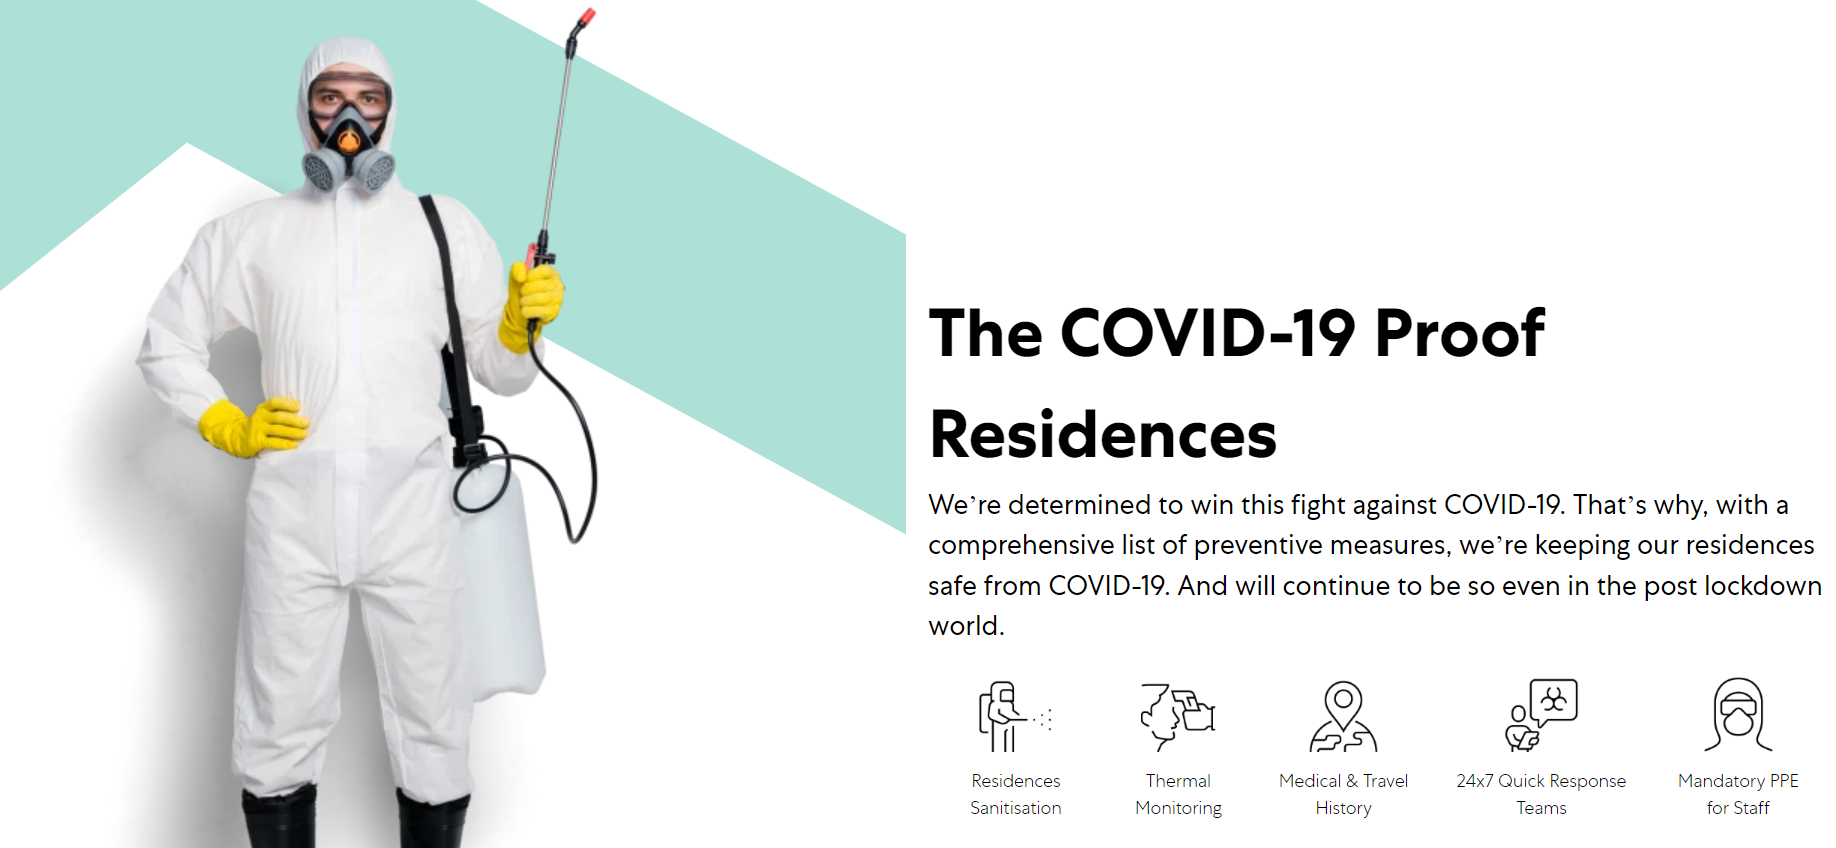 The COVID-19 Proof
Residences
We’re determined to win this fight against COVID-19. That’s why, with a
comprehensive list of preventive measures, we’re keeping our residences
safe from COVID-19. And will continue to be so even in the post lockdown
world.
Residences
Sanitisation
Thermal
Monitoring
Medical & Travel
History
24x7 Quick Response
Teams
Mandatory PPE
for Staff